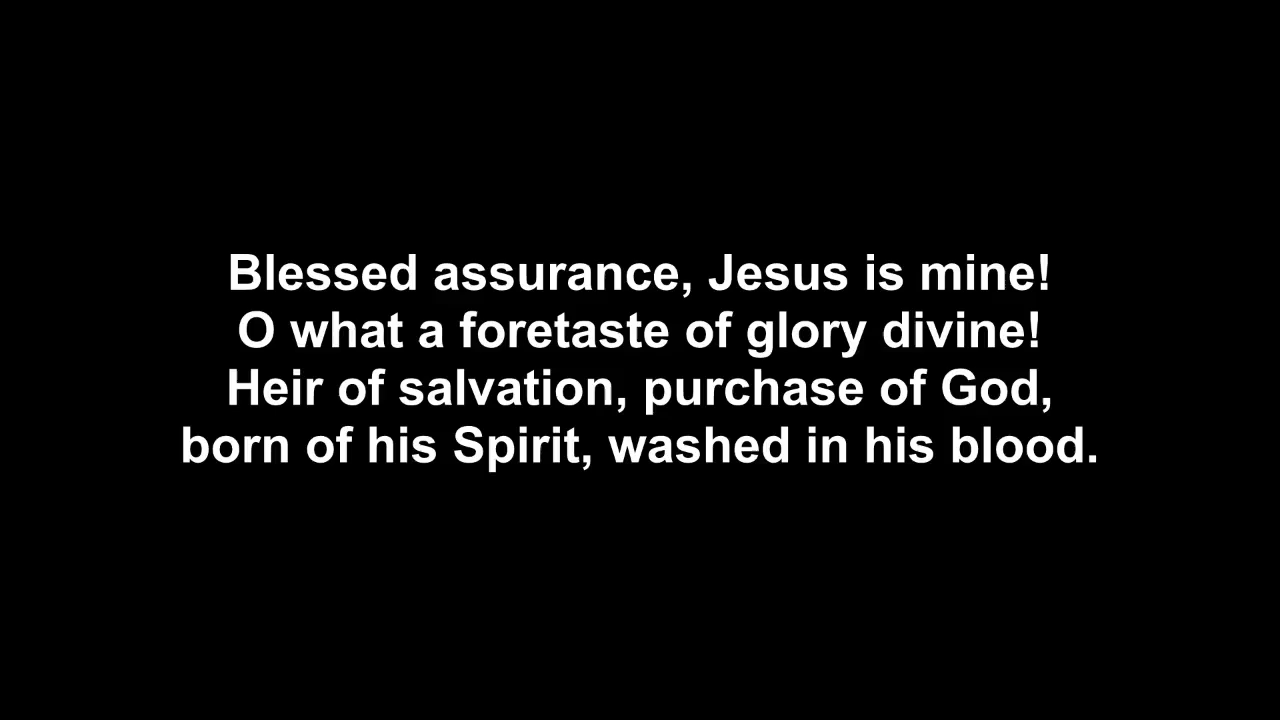 Blessed assurance, Jesus is mine!
O what a foretaste of glory divine!
Heir of salvation, purchase of God,
born of his Spirit, washed in his blood.